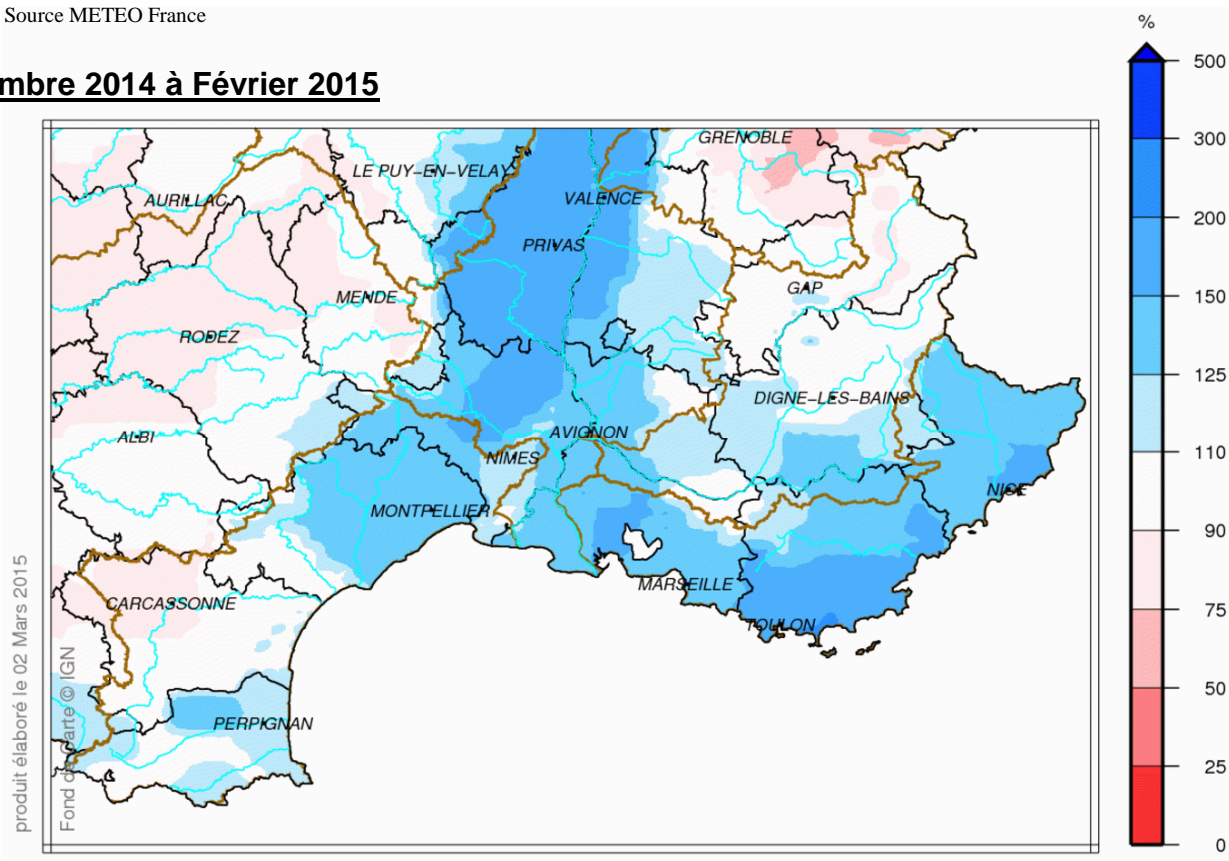 Source METEO France
mbre 2014 à Février 2015
%
500
300
200
150
125
110
90
75
50
25
0
GRENOBLE
LE PUY-EN-VELAY
AURILLAC
VALENCE
PRIVAS
GAP
MENDE
RODEZ
DIGNE-LES-BAINS
ALBI
AVIGNON
NIMES
NICE
MONTPELLIER
MARSEILLE
CARCASSONNE
TOULON
PERPIGNAN
produit élaboré le 02 Mars 2015
Fond de Carte © IGN